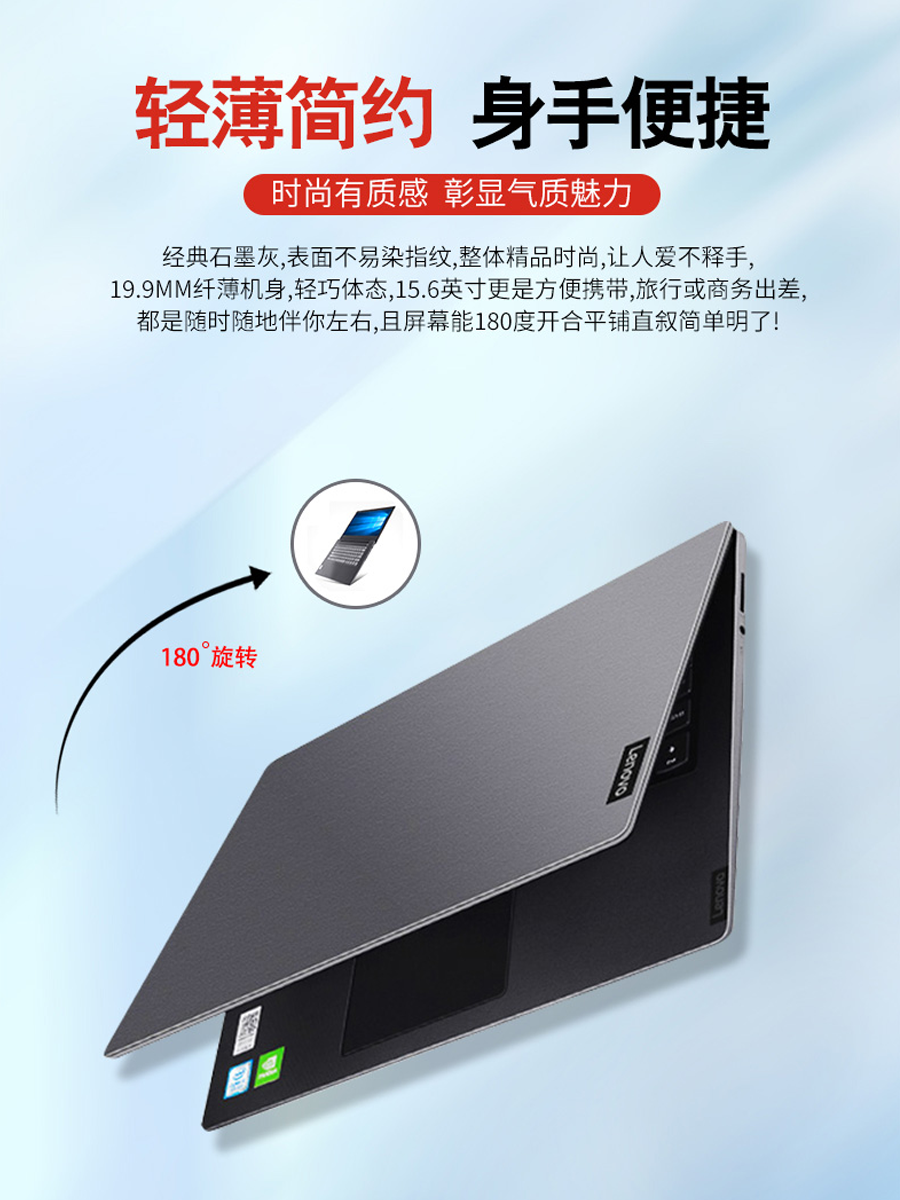 轻薄简约 身手便捷
时尚有质感 彰显气质魅力
经典石墨灰,表面不易染指纹,整体精品时尚,让人爱不释手,
19.9MM纤薄机身,轻巧体态,15.6英寸更是方便携带,旅行或商务出差,
都是随时随地伴你左右,且屏幕能180度开合平铺直叙简单明了!
180°旋转
Lenovo
Lenovo